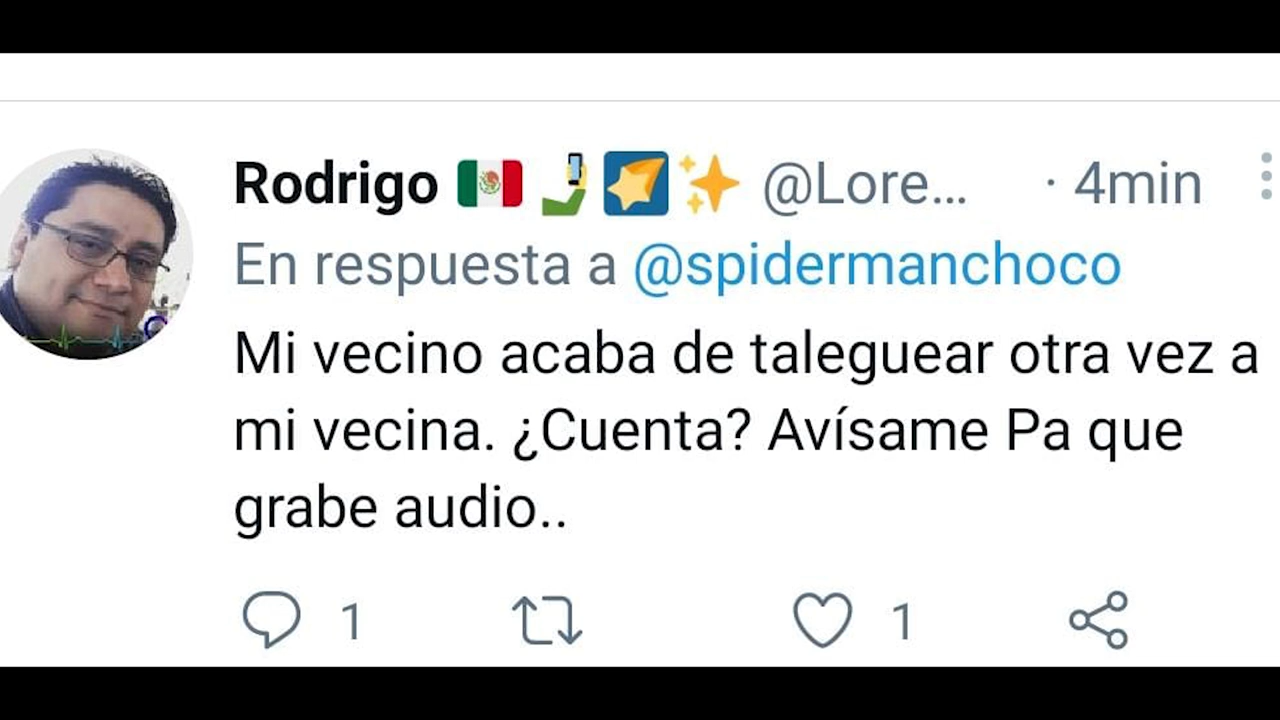 Rodrigo 🇲🇽🤳🌠✨ @Lore... · 4min
En respuesta a @spidermanchoco
Mi vecino acaba de taleguear otra vez a
mi vecina. ¿Cuenta? Avísame Pa que
grabe audio..
1 1